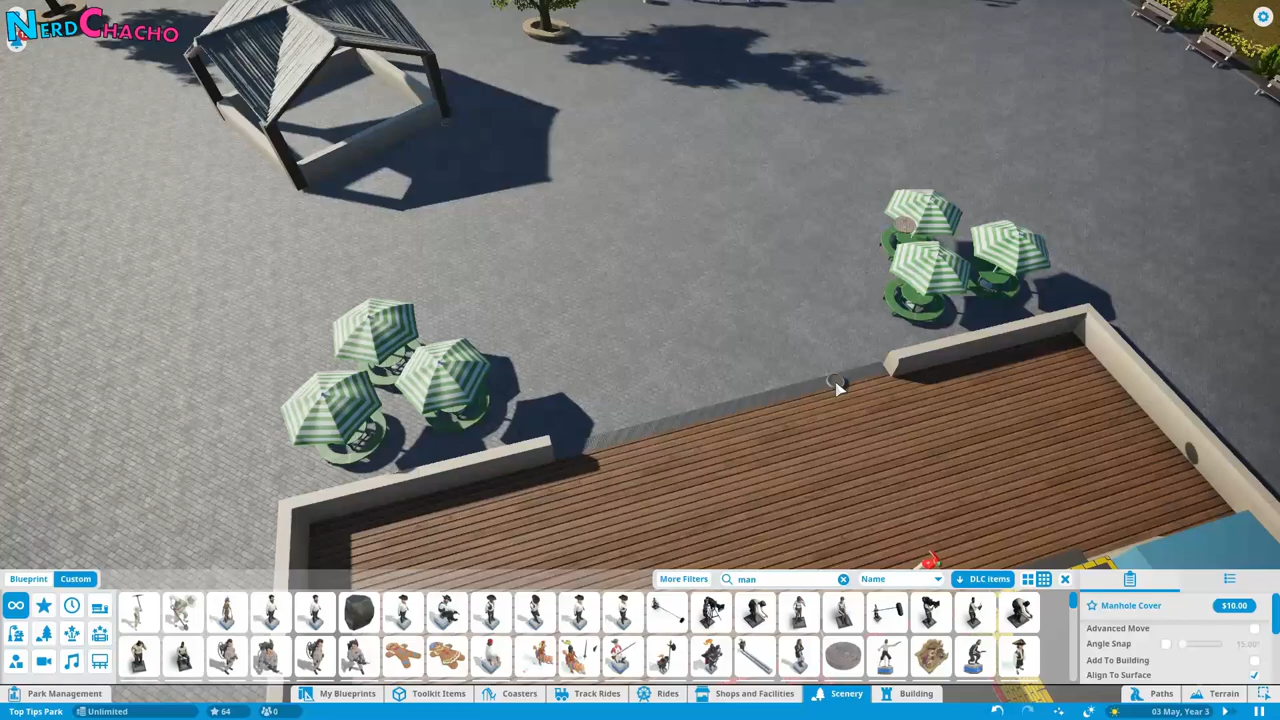 NERDCHACHO
Blueprint
Custom
More Filters
man
Name
DLC items
Manhole Cover
$10.00
Advanced Move
Angle Snap
15.00°
Add To Building
Align To Surface
Park Management
My Blueprints
Toolkit Items
Coasters
Track Rides
Rides
Shops and Facilities
Scenery
Building
Paths
Terrain
Top Tips Park
Unlimited
64
0
03 May, Year 3